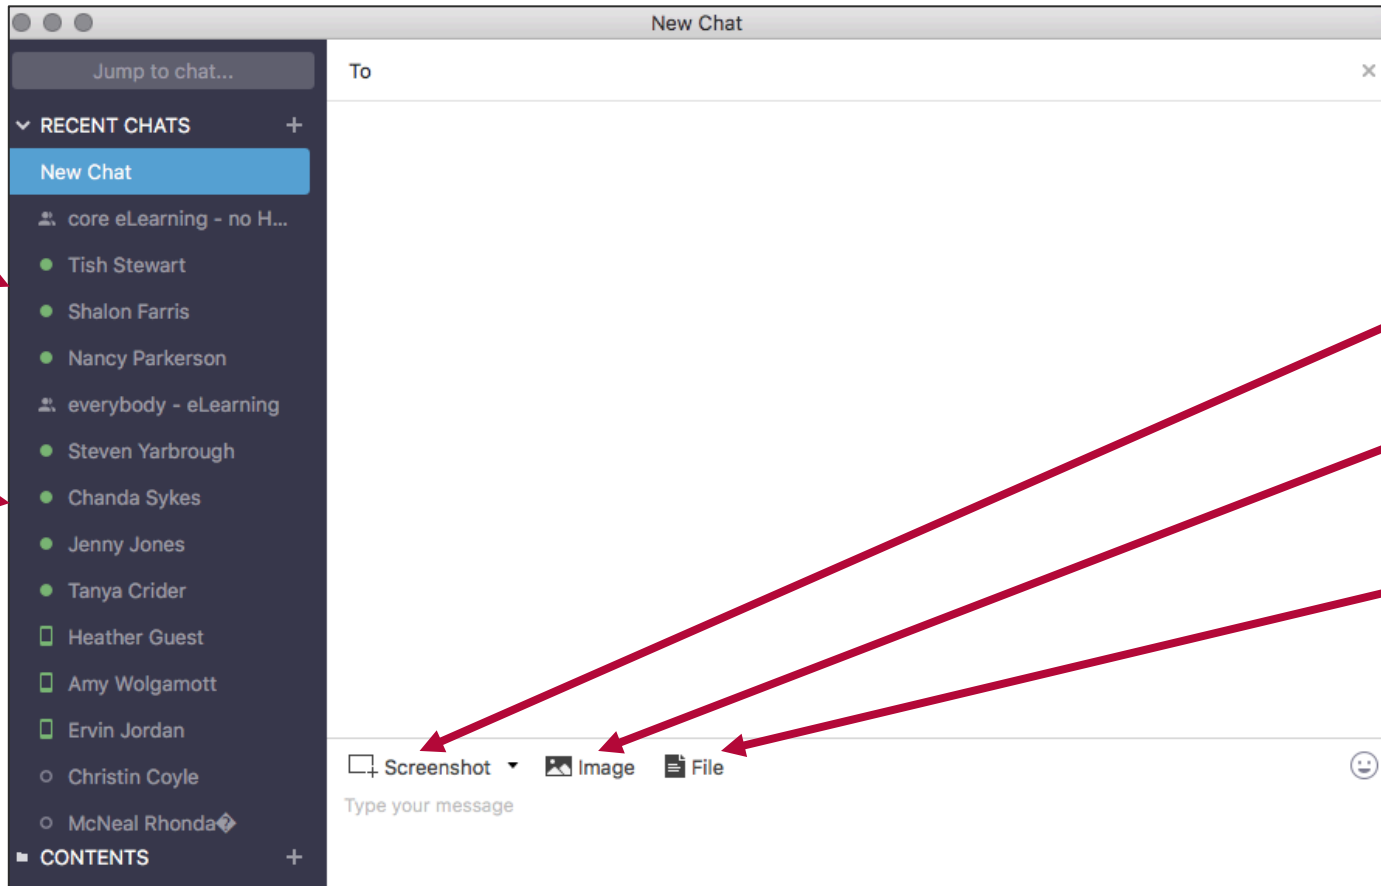 New Chat
Jump to chat...
To
RECENT CHATS
New Chat
core eLearning - no H...
Tish Stewart
Shalon Farris
Nancy Parkerson
everybody - eLearning
Steven Yarbrough
Chanda Sykes
Jenny Jones
Tanya Crider
Heather Guest
Amy Wolgamott
Ervin Jordan
Christin Coyle
McNeal Rhonda�
CONTENTS
Screenshot Image File
Type your message